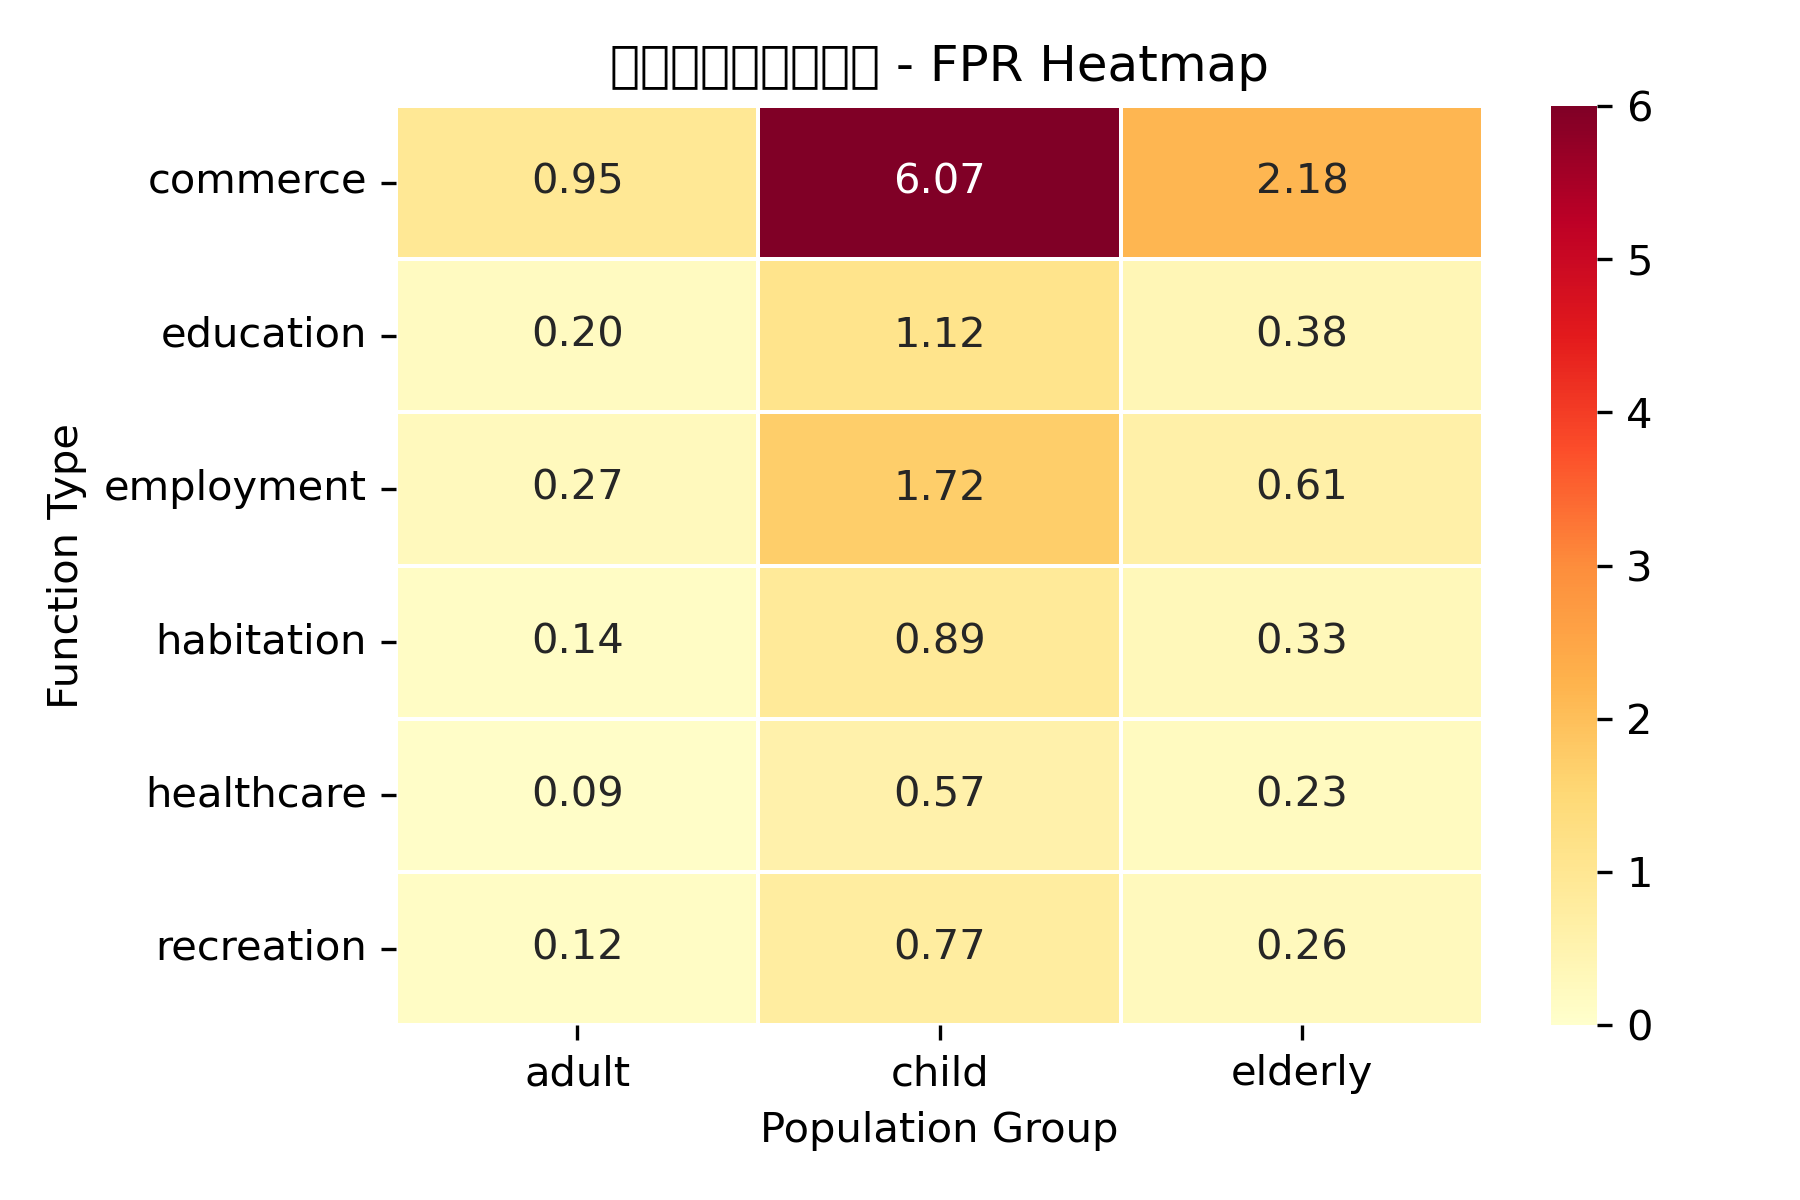 - FPR Heatmap
commerce 0.95 6.07 2.18
education 0.20 1.12 0.38
employment 0.27 1.72 0.61
habitation 0.14 0.89 0.33
healthcare 0.09 0.57 0.23
recreation 0.12 0.77 0.26
adult child elderly
Population Group
Function Type
6
5
4
3
2
1
0